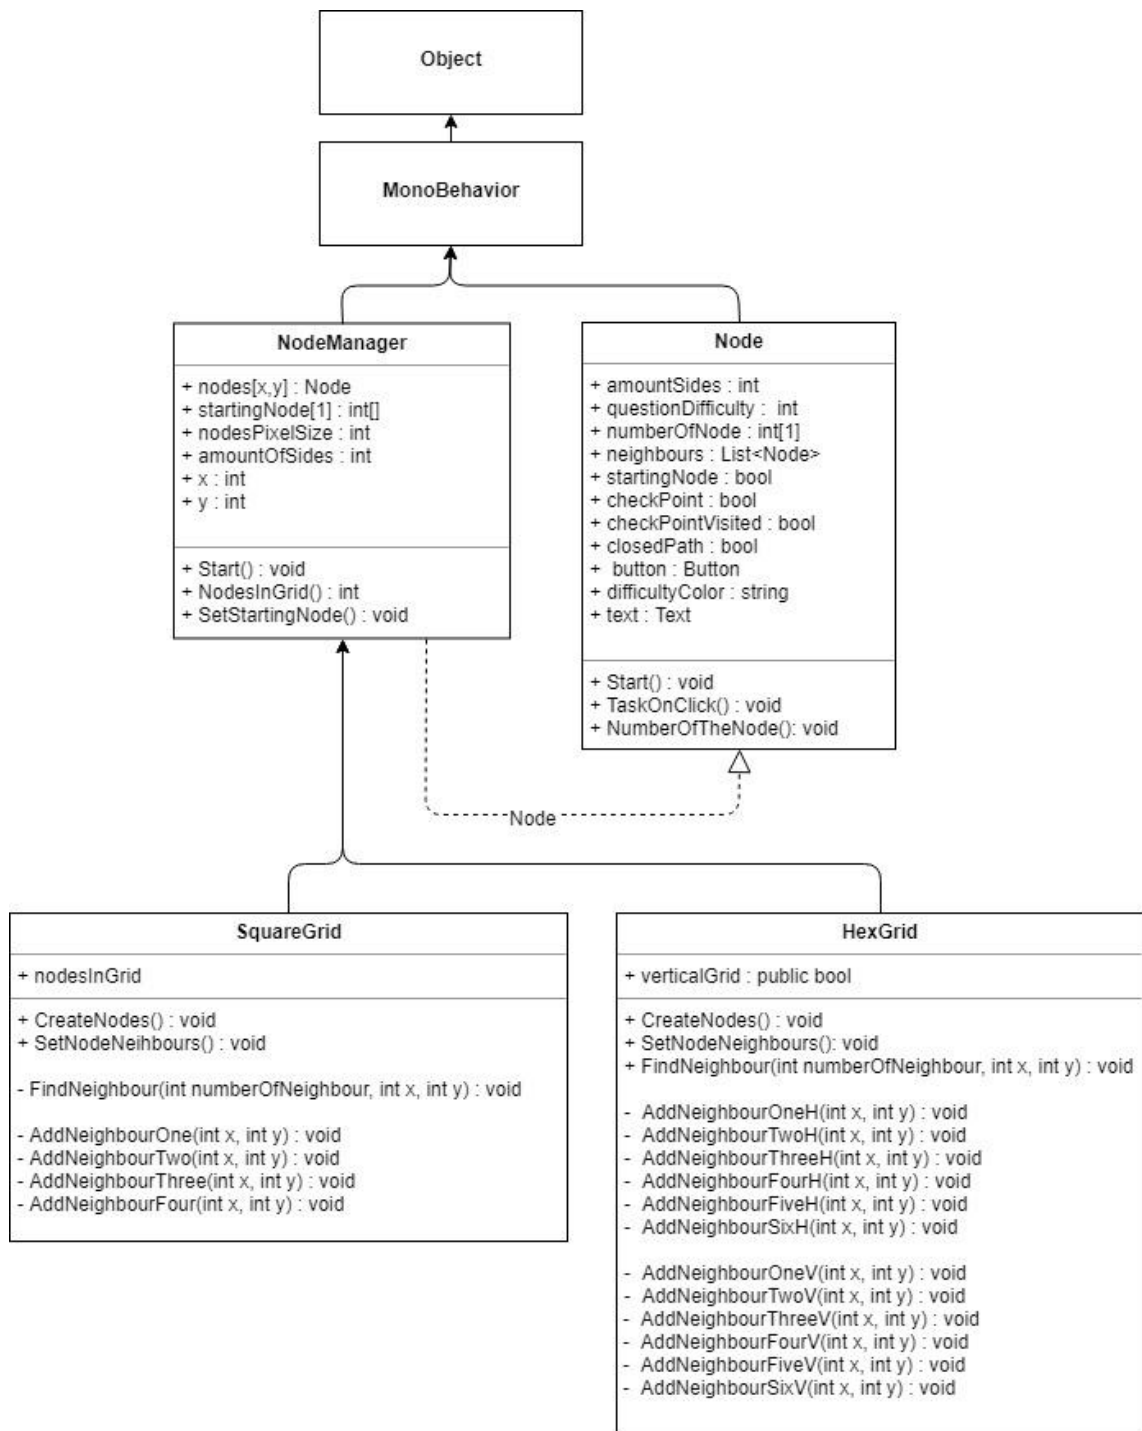 Object
MonoBehavior
NodeManager
+ nodes[x,y] : Node
+ startingNode[1] : int[]
+ nodesPixelSize : int
+ amountOfSides : int
+ x : int
+ y : int
+ Start() : void
+ NodesInGrid() : int
+ SetStartingNode() : void
Node
+ amountSides : int
+ questionDifficulty :  int
+ numberOfNode : int[1]
+ neighbours : List<Node>
+ startingNode : bool
+ checkPoint : bool
+ checkPointVisited : bool
+ closedPath : bool
+  button : Button
+ difficultyColor : string
+ text : Text
+ Start() : void
+ TaskOnClick() : void
+ NumberOfTheNode(): void
Node
SquareGrid
+ nodesInGrid
+ CreateNodes() : void
+ SetNodeNeihbours() : void
- FindNeighbour(int numberOfNeighbour, int x, int y) : void
- AddNeighbourOne(int x, int y) : void
- AddNeighbourTwo(int x, int y) : void
- AddNeighbourThree(int x, int y) : void
- AddNeighbourFour(int x, int y) : void
HexGrid
+ verticalGrid : public bool
+ CreateNodes() : void
+ SetNodeNeighbours(): void
+ FindNeighbour(int numberOfNeighbour, int x, int y) : void
-  AddNeighbourOneH(int x, int y) : void
-  AddNeighbourTwoH(int x, int y) : void
-  AddNeighbourThreeH(int x, int y) : void
-  AddNeighbourFourH(int x, int y) : void
-  AddNeighbourFiveH(int x, int y) : void
-  AddNeighbourSixH(int x, int y) : void
-  AddNeighbourOneV(int x, int y) : void
-  AddNeighbourTwoV(int x, int y) : void
-  AddNeighbourThreeV(int x, int y) : void
-  AddNeighbourFourV(int x, int y) : void
-  AddNeighbourFiveV(int x, int y) : void
-  AddNeighbourSixV(int x, int y) : void